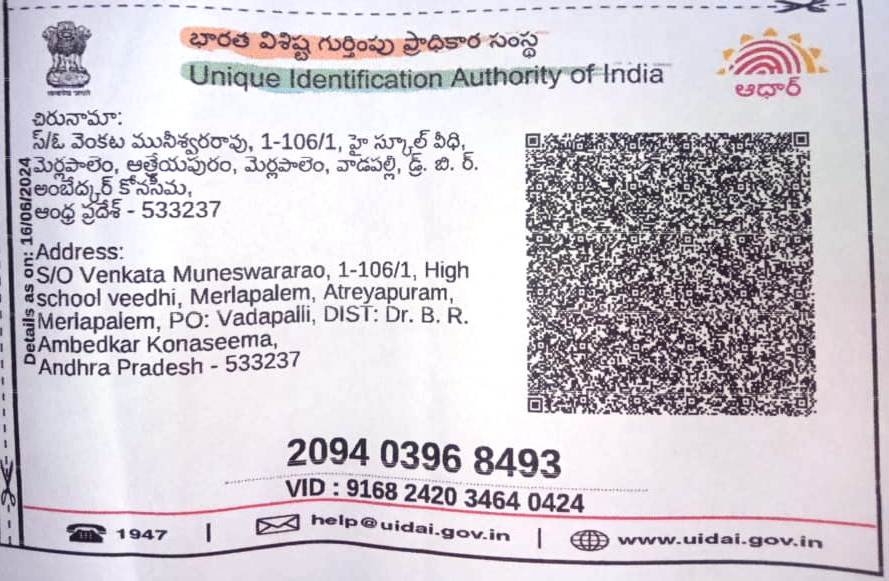 భారత విశిష్ట గుర్తింపు ప్రాధికార సంస్థ
Unique Identification Authority of India
ఆధార్
చిరునామా:
స్/ఓ వెంకట మునీశ్వరరావు, 1-106/1, హై స్కూల్ వీధి,
మెర్లపాలెం, ఆత్రేయపురం, మెర్లపాలెం, వాడపల్లి, డ్ర్. బి. ర్.
అంబేద్కర్ కోనసీమ,
ఆంధ్ర ప్రదేశ్ - 533237
Details as on: 16/06/2024
Address:
S/O Venkata Muneswararao, 1-106/1, High
school veedhi, Merlapalem, Atreyapuram,
Merlapalem, PO: Vadapalli, DIST: Dr. B. R.
Ambedkar Konaseema,
Andhra Pradesh - 533237
2094 0396 8493
VID : 9168 2420 3464 0424
1947 | help@uidai.gov.in | www.uidai.gov.in